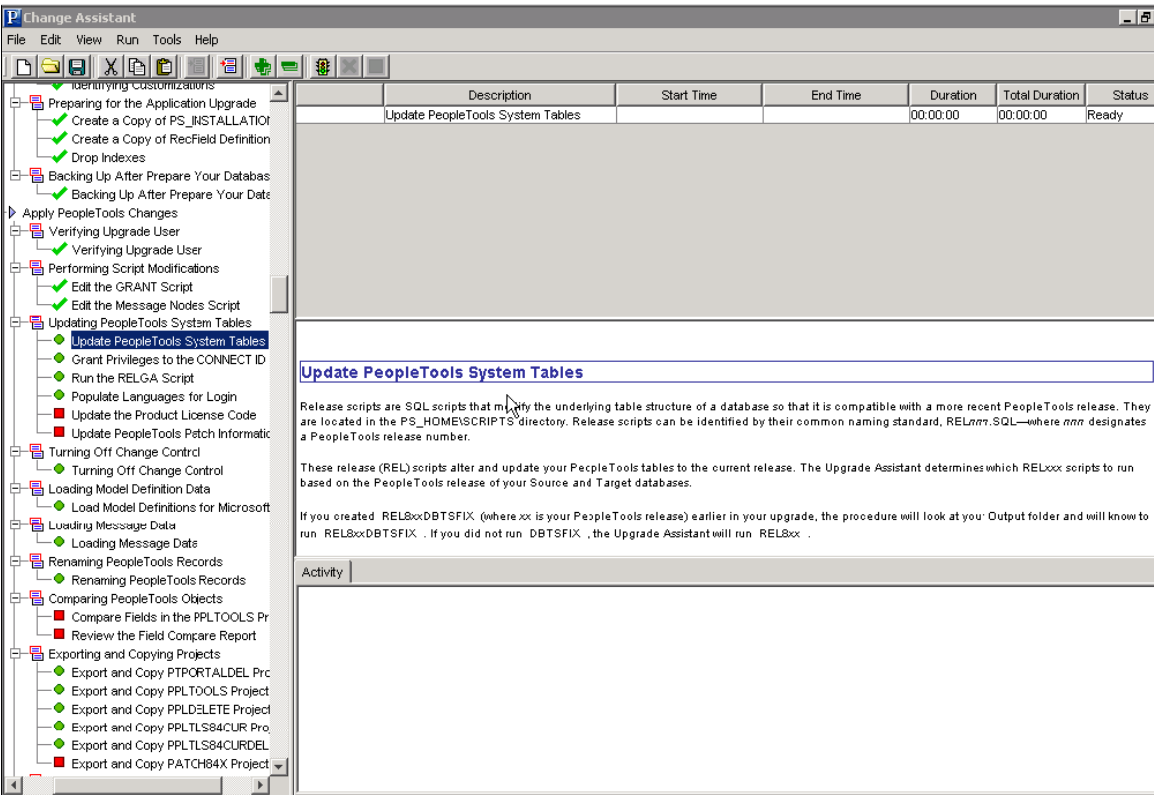 Change Assistant
File Edit View Run Tools Help
Identifying Customizations
Preparing for the Application Upgrade
Create a Copy of PS_INSTALLATION
Create a Copy of RecField Definition
Drop Indexes
Backing Up After Prepare Your Databas
Backing Up After Prepare Your Data
Apply PeopleTools Changes
Verifying Upgrade User
Verifying Upgrade User
Performing Script Modifications
Edit the GRANT Script
Edit the Message Nodes Script
Updating PeopleTools System Tables
Update PeopleTools System Tables
Grant Privileges to the CONNECT ID
Run the RELGA Script
Populate Languages for Login
Update the Product License Code
Update PeopleTools Patch Informatio
Turning Off Change Control
Turning Off Change Control
Loading Model Definition Data
Load Model Definitions for Microsoft
Loading Message Data
Loading Message Data
Renaming PeopleTools Records
Renaming PeopleTools Records
Comparing PeopleTools Objects
Compare Fields in the PPLTOOLS Pr
Review the Field Compare Report
Exporting and Copying Projects
Export and Copy PTPORTALDEL Pro
Export and Copy PPLTOOLS Project
Export and Copy PPLDELETE Project
Export and Copy PPLTLS84CUR Pro
Export and Copy PPLTLS84CURDEL
Export and Copy PATCH84X Project
Description Start Time End Time Duration Total Duration Status
Update PeopleTools System Tables 00:00:00 00:00:00 Ready
Update PeopleTools System Tables
Release scripts are SQL scripts that modify the underlying table structure of a database so that it is compatible with a more recent PeopleTools release. They
are located in the PS_HOME\SCRIPTS directory. Release scripts can be identified by their common naming standard, RELnnn.SQL—where nnn designates
a PeopleTools release number.
These release (REL) scripts alter and update your PeopleTools tables to the current release. The Upgrade Assistant determines which RELxxx scripts to run
based on the PeopleTools release of your Source and Target databases.
If you created REL8xxDBTSFIX (where xx is your PeopleTools release) earlier in your upgrade, the procedure will look at your Output folder and will know to
run REL8xxDBTSFIX . If you did not run DBTSFIX , the Upgrade Assistant will run REL8xx .
Activity